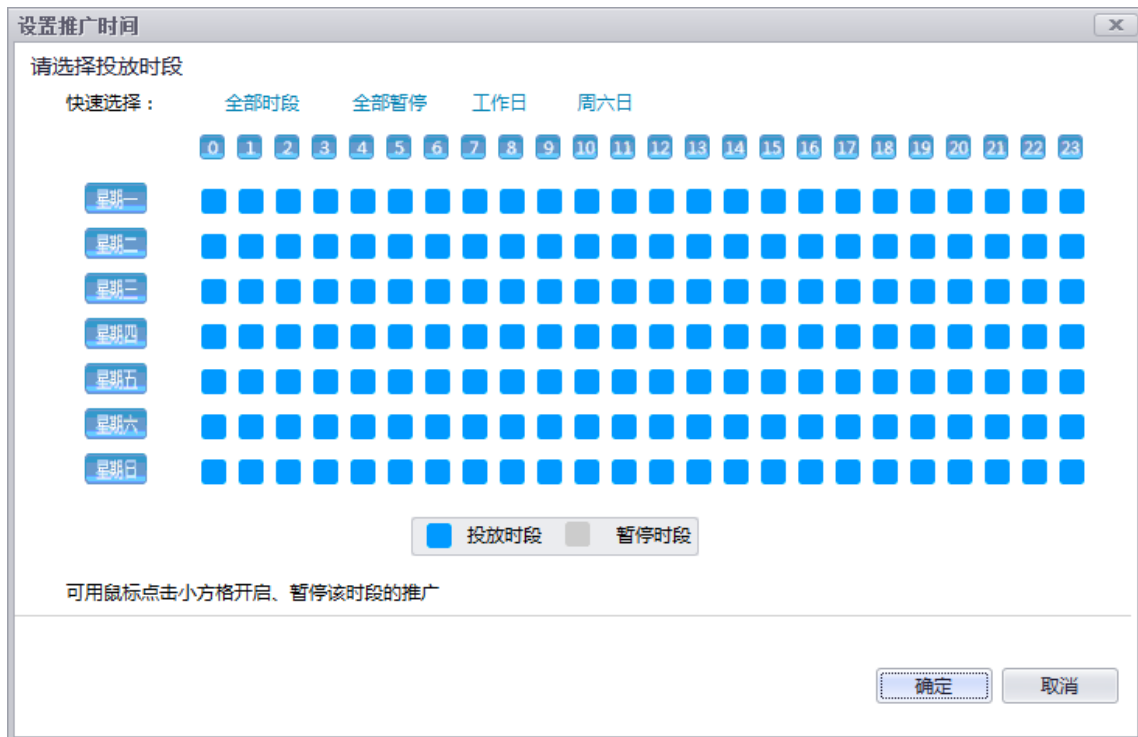 设置推广时间
请选择投放时段
快速选择： 全部时段 全部暂停 工作日 周六日
0 1 2 3 4 5 6 7 8 9 10 11 12 13 14 15 16 17 18 19 20 21 22 23
星期一
星期二
星期三
星期四
星期五
星期六
星期日
投放时段 暂停时段
可用鼠标点击小方格开启、暂停该时段的推广
确定 取消